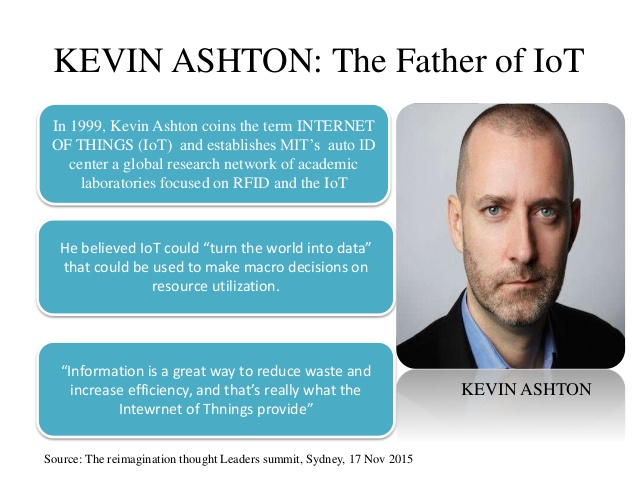 KEVIN ASHTON: The Father of IoT
In 1999, Kevin Ashton coins the term INTERNET
OF THINGS (IoT)  and establishes MIT’s  auto ID
center a global research network of academic
laboratories focused on RFID and the IoT
He believed IoT could “turn the world into data”
that could be used to make macro decisions on
resource utilization.
“Information is a great way to reduce waste and
increase efficiency, and that’s really what the
Intewrnet of Thnings provide”
KEVIN ASHTON
Source: The reimagination thought Leaders summit, Sydney, 17 Nov 2015